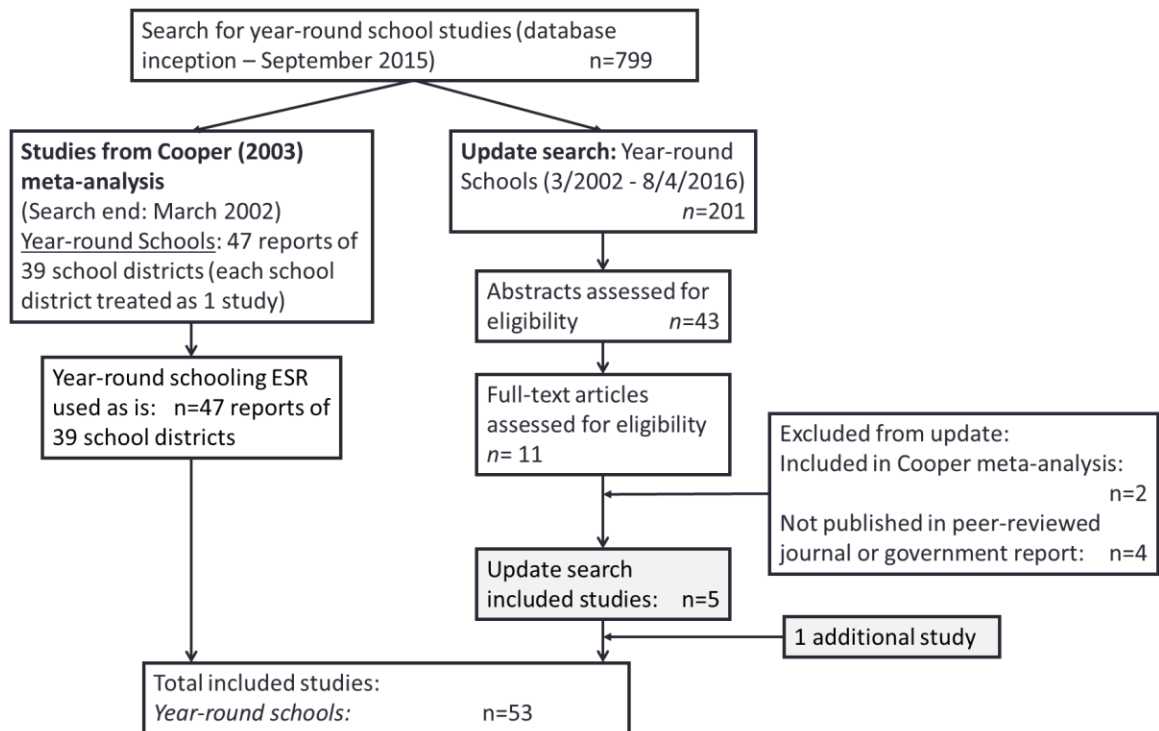 Search for year-round school studies (database
inception – September 2015) n=799
Studies from Cooper (2003)
meta-analysis
(Search end: March 2002)
Year-round Schools: 47 reports of
39 school districts (each school
district treated as 1 study)
Year-round schooling ESR
used as is: n=47 reports of
39 school districts
Update search: Year-round
Schools (3/2002 - 8/4/2016)
n=201
Abstracts assessed for
eligibility n=43
Full-text articles
assessed for eligibility
n= 11
Excluded from update:
Included in Cooper meta-analysis:
n=2
Not published in peer-reviewed
journal or government report: n=4
Update search
included studies: n=5
1 additional study
Total included studies:
Year-round schools: n=53